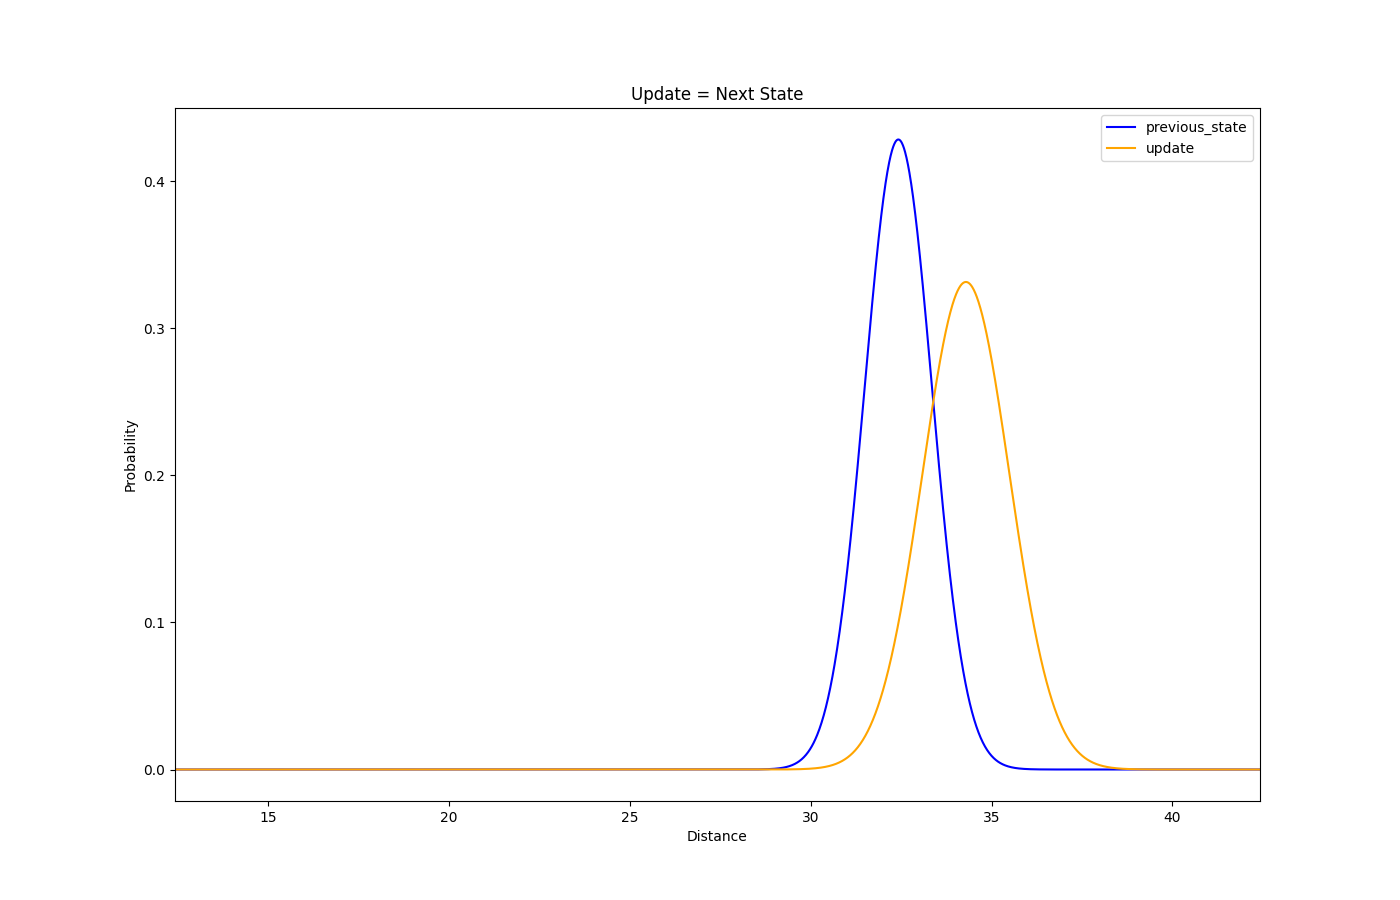 Update = Next State
previous_state
update
Probability
0.4
0.3
0.2
0.1
0.0
15
20
25
30
35
40
Distance